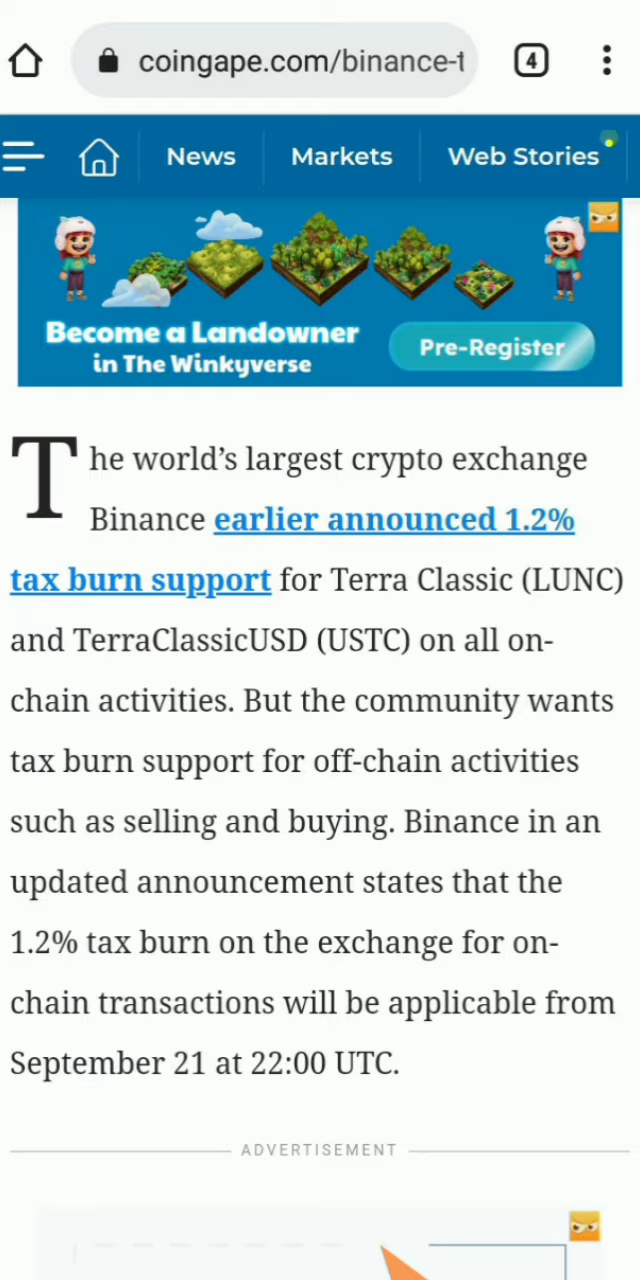 coingape.com/binance-t
4
News Markets Web Stories
Become a Landowner
in The Winkyverse
Pre-Register
The world’s largest crypto exchange
Binance earlier announced 1.2%
tax burn support for Terra Classic (LUNC)
and TerraClassicUSD (USTC) on all on-
chain activities. But the community wants
tax burn support for off-chain activities
such as selling and buying. Binance in an
updated announcement states that the
1.2% tax burn on the exchange for on-
chain transactions will be applicable from
September 21 at 22:00 UTC.
ADVERTISEMENT